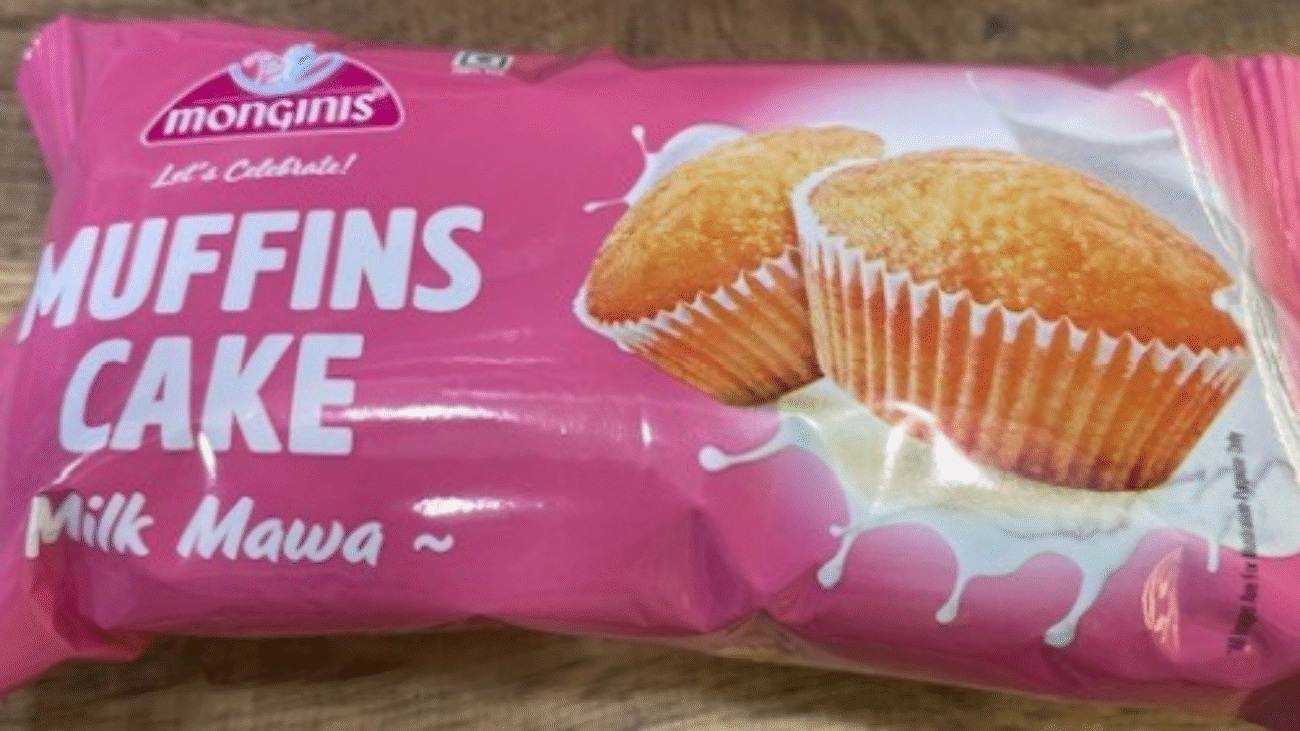 MONGINIS®
Let's Celebrate!
MUFFINS
CAKE
Milk Mawa ~